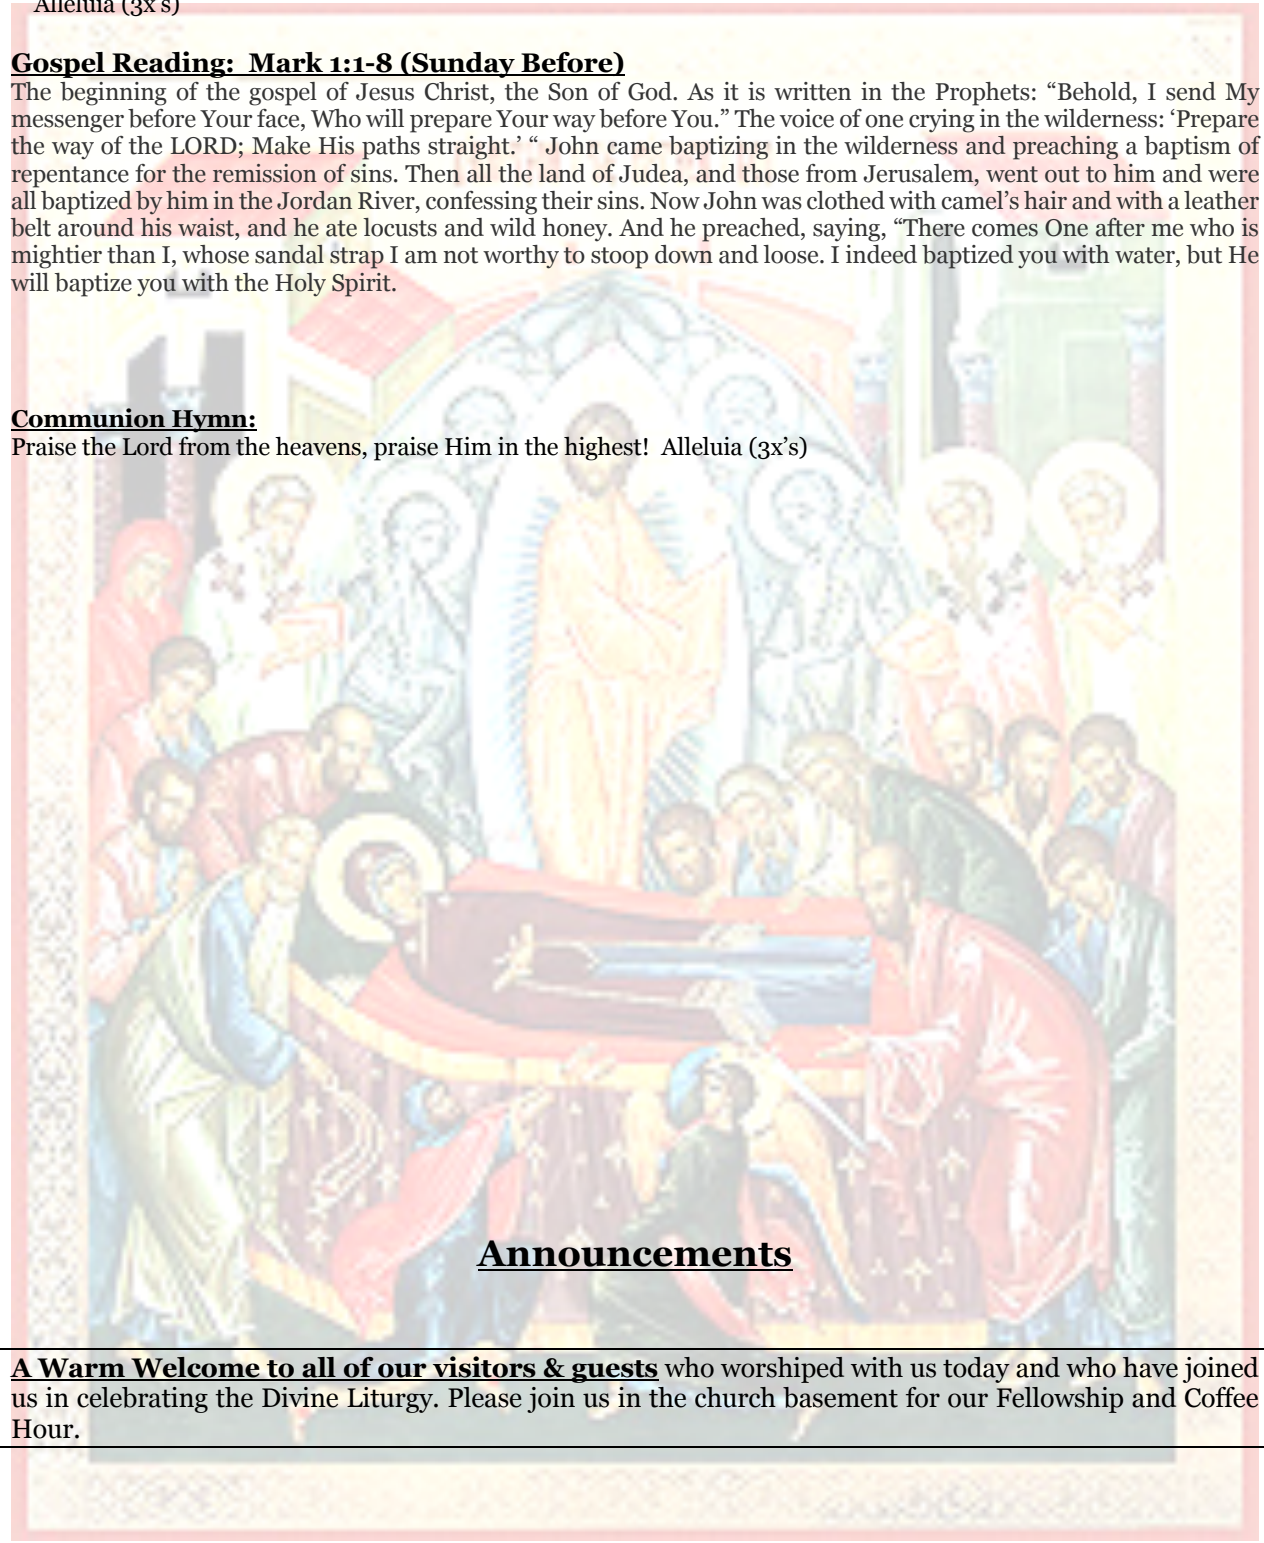 Alleluia (3x's)
Gospel Reading:  Mark 1:1-8 (Sunday Before)
The beginning of the gospel of Jesus Christ, the Son of God. As it is written in the Prophets: “Behold, I send My
messenger before Your face, Who will prepare Your way before You.” The voice of one crying in the wilderness: ‘Prepare
the way of the LORD; Make His paths straight.’ “ John came baptizing in the wilderness and preaching a baptism of
repentance for the remission of sins. Then all the land of Judea, and those from Jerusalem, went out to him and were
all baptized by him in the Jordan River, confessing their sins. Now John was clothed with camel’s hair and with a leather
belt around his waist, and he ate locusts and wild honey. And he preached, saying, “There comes One after me who is
mightier than I, whose sandal strap I am not worthy to stoop down and loose. I indeed baptized you with water, but He
will baptize you with the Holy Spirit.
Communion Hymn:
Praise the Lord from the heavens, praise Him in the highest!  Alleluia (3x’s)
Announcements
A Warm Welcome to all of our visitors & guests who worshiped with us today and who have joined
us in celebrating the Divine Liturgy. Please join us in the church basement for our Fellowship and Coffee
Hour.